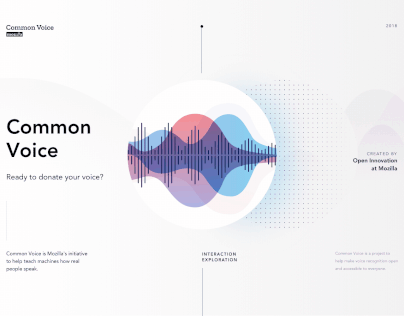 Common Voice
mozilla
2018
Common
Voice
Ready to donate your voice?
CREATED BY
Open Innovation
at Mozilla
Common Voice is Mozilla's initiative
to help teach machines how real
people speak.
INTERACTION
EXPLORATION
Common Voice is a project to
help make voice recognition open
and accessible to everyone.